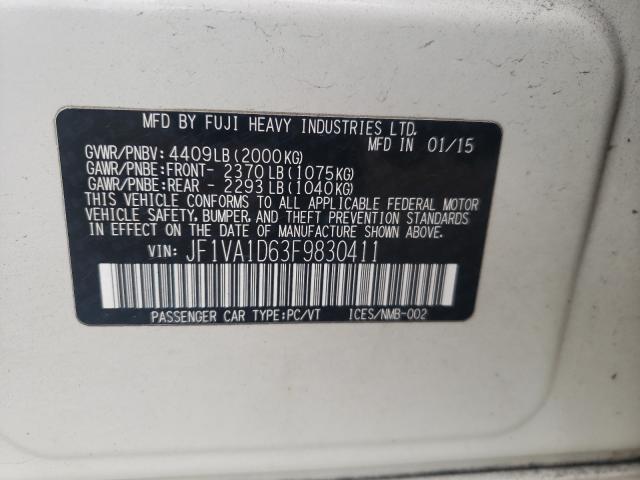 MFD BY FUJI HEAVY INDUSTRIES LTD.
MFD IN 01/15
GVWR/PNBV: 4409LB(2000KG)
GAWR/PNBE:FRONT- 2370LB(1075KG)
GAWR/PNBE:REAR - 2293LB(1040KG)
THIS VEHICLE CONFORMS TO ALL APPLICABLE FEDERAL MOTOR
VEHICLE SAFETY, BUMPER, AND THEFT PREVENTION STANDARDS
IN EFFECT ON THE DATE OF MANUFACTURE SHOWN ABOVE.
VIN: JF1VA1D63F9830411
PASSENGER CAR TYPE:PC/VT ICES/NMB-002